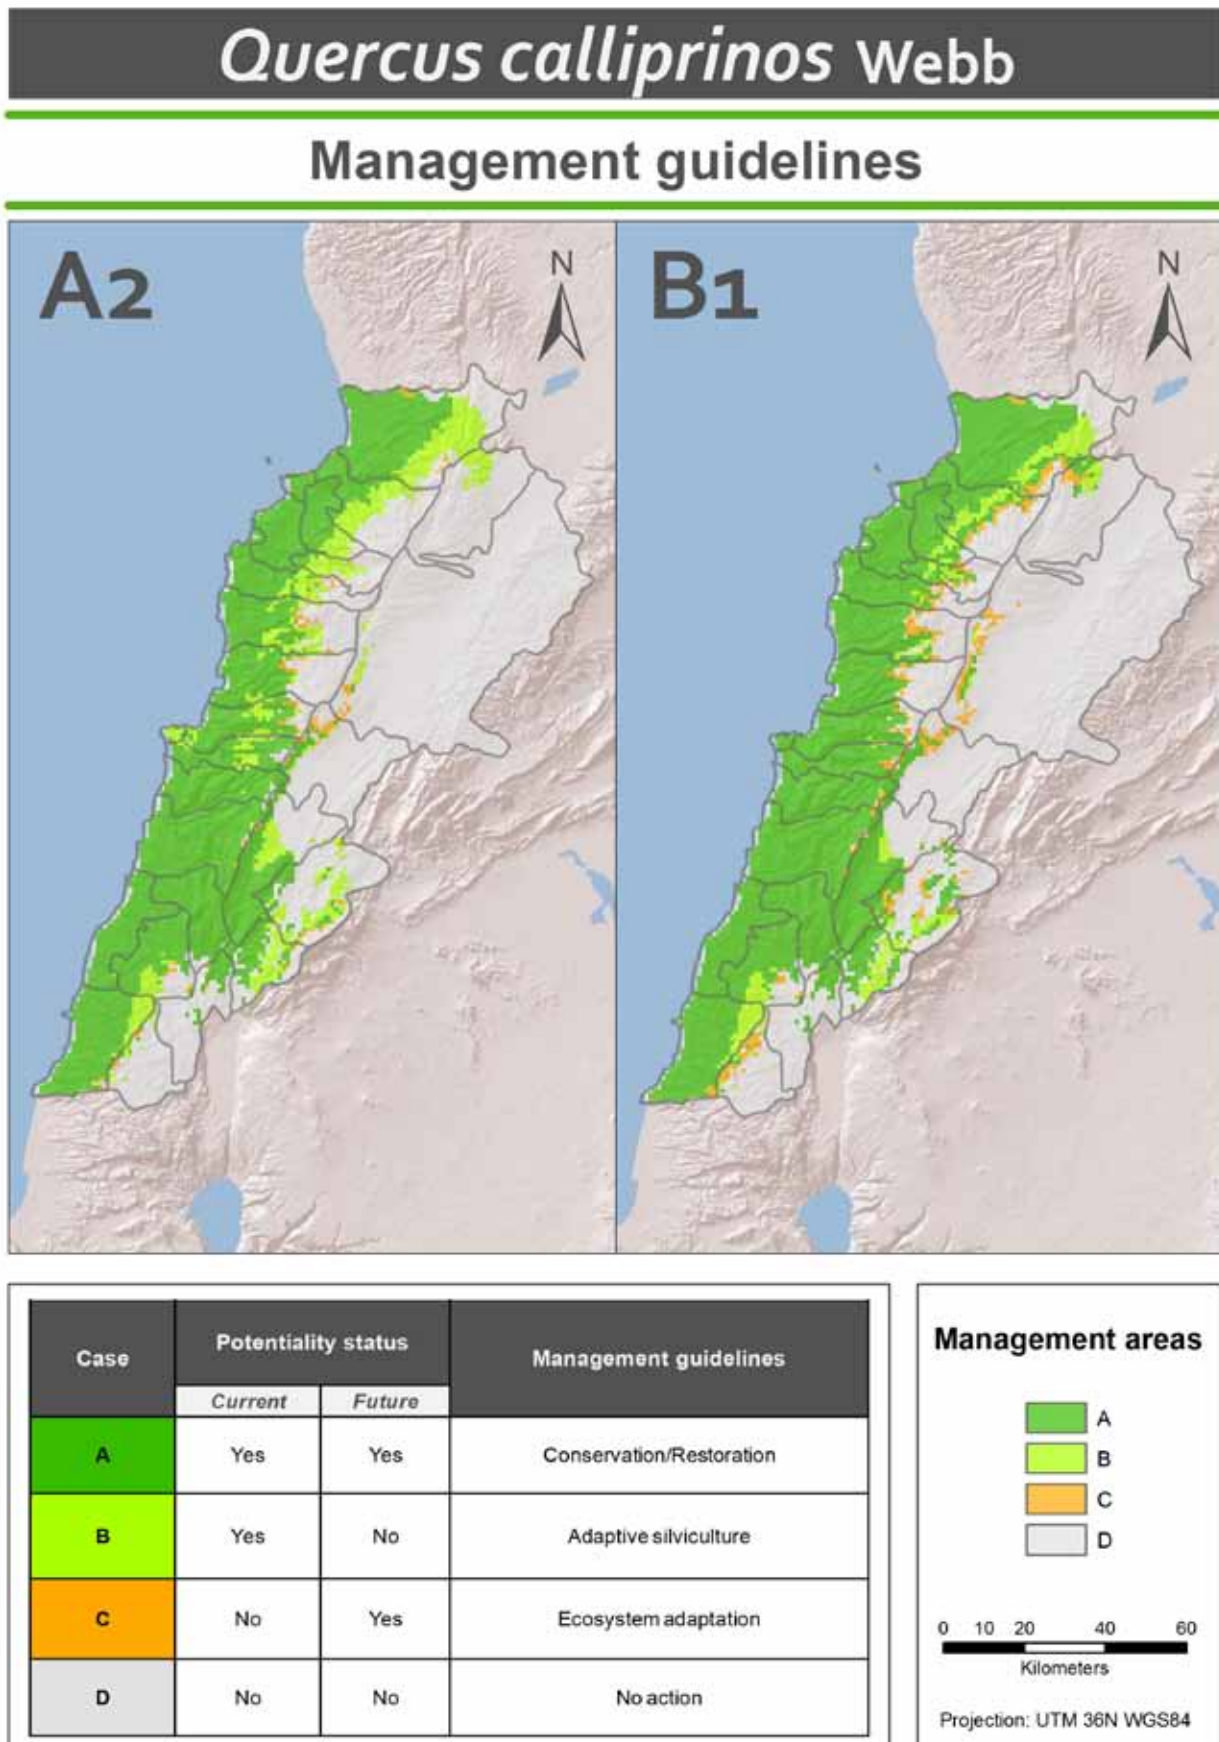 Quercus calliprinos Webb
Management guidelines
A2
N
B1
N
Case
Potentiality status
Management guidelines
Current
Future
A
Yes
Yes
Conservation/Restoration
B
Yes
No
Adaptive silviculture
C
No
Yes
Ecosystem adaptation
D
No
No
No action
Management areas
A
B
C
D
0 10 20 40 60
Kilometers
Projection: UTM 36N WGS84